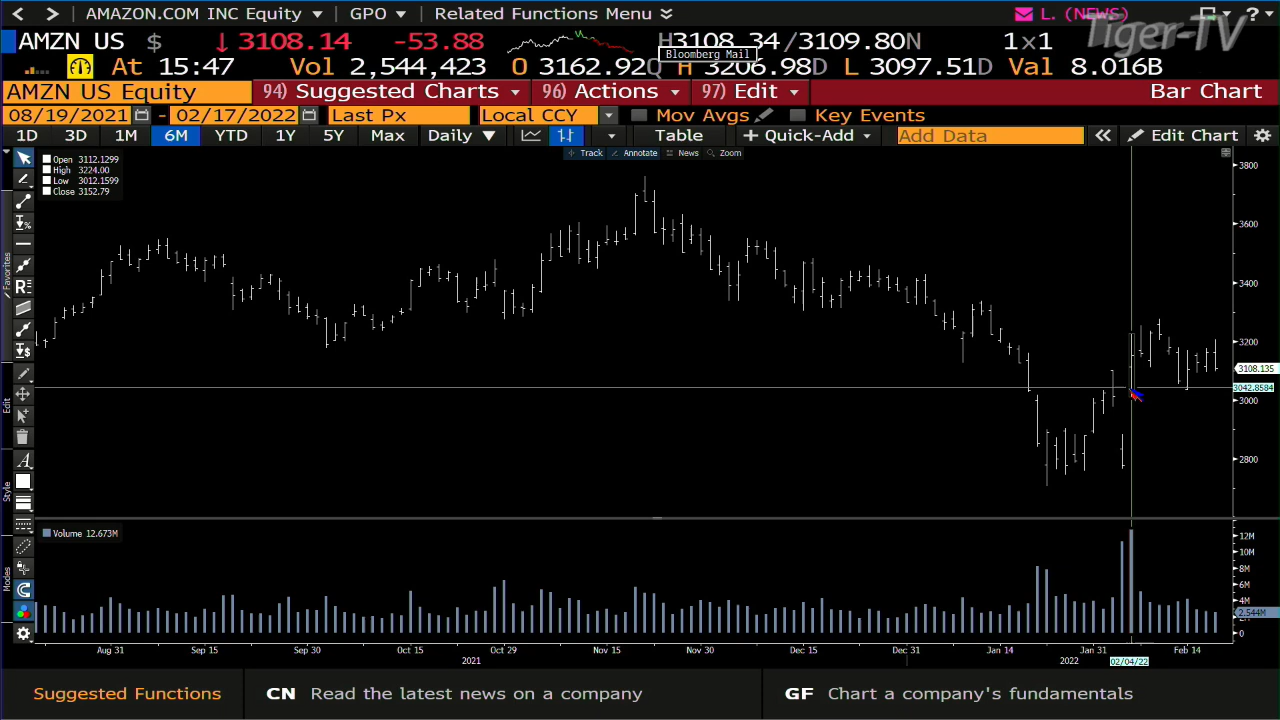 AMAZON.COM INC Equity GPO Related Functions Menu L. (NEWS) ?
Tiger-TV
AMZN US $ ↓3108.14 -53.88 H3108.34/3109.80N 1×1
Bloomberg Mail
At 15:47 Vol 2,544,423 O 3162.92Q H 3206.98D L 3097.51D Val 8.016B
AMZN US Equity 94) Suggested Charts 96) Actions 97) Edit Bar Chart
08/19/2021 - 02/17/2022 Last Px Local CCY Mov Avgs Key Events
1D 3D 1M 6M YTD 1Y 5Y Max Daily ▼ Table + Quick-Add Add Data « Edit Chart
Track Annotate News Zoom
Open 3112.1299
High 3224.00
Low 3012.1599
Close 3152.79
3800
3600
3400
3200
3108.135
3042.8584
3000
2800
Favorites
Edit
Style
Modes
Volume 12.673M
12M
10M
8M
6M
4M
2.544M
0
Aug 31 Sep 15 Sep 30 Oct 15 Oct 29 Nov 15 Nov 30 Dec 15 Dec 31 Jan 14 Jan 31 Feb 14
2021 2022 02/04/22
Suggested Functions CN Read the latest news on a company GF Chart a company's fundamentals